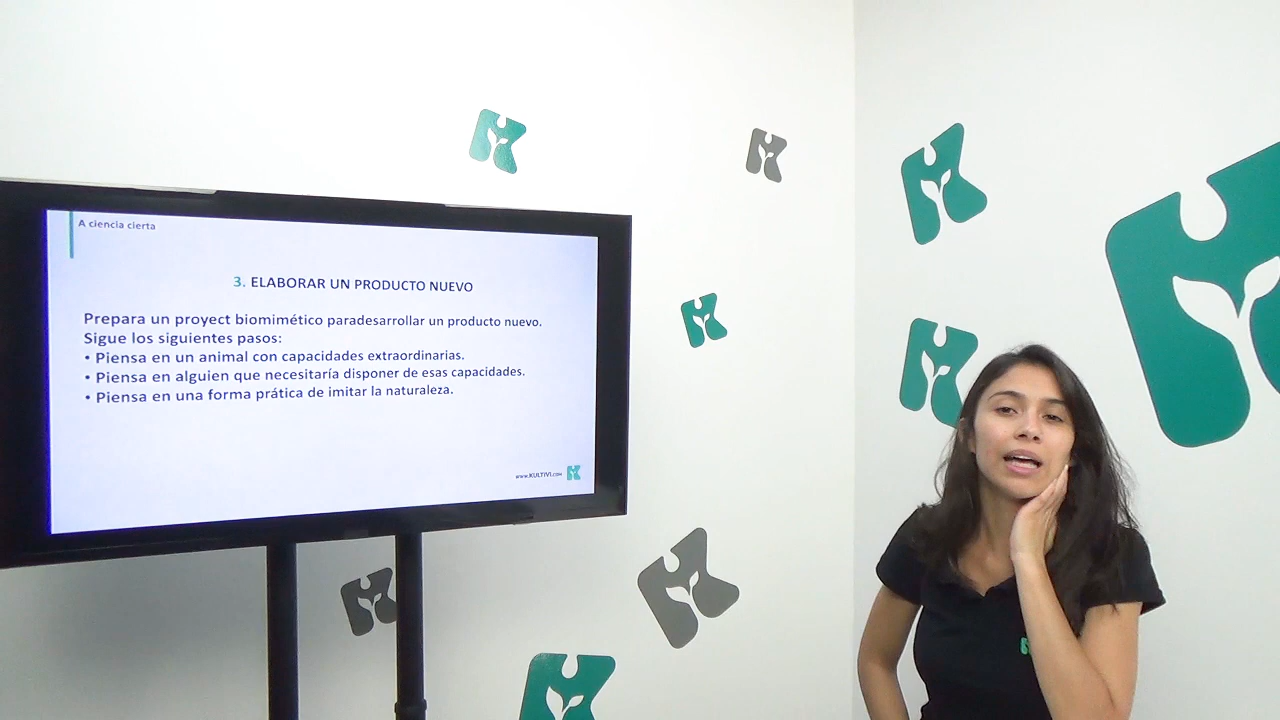 A ciencia cierta
3. ELABORAR UN PRODUCTO NUEVO
Prepara un proyect biomimético paradesarrollar un producto nuevo.
Sigue los siguientes pasos:
• Piensa en un animal con capacidades extraordinarias.
• Piensa en alguien que necesitaría disponer de esas capacidades.
• Piensa en una forma prática de imitar la naturaleza.
www.KULTIVI.COM